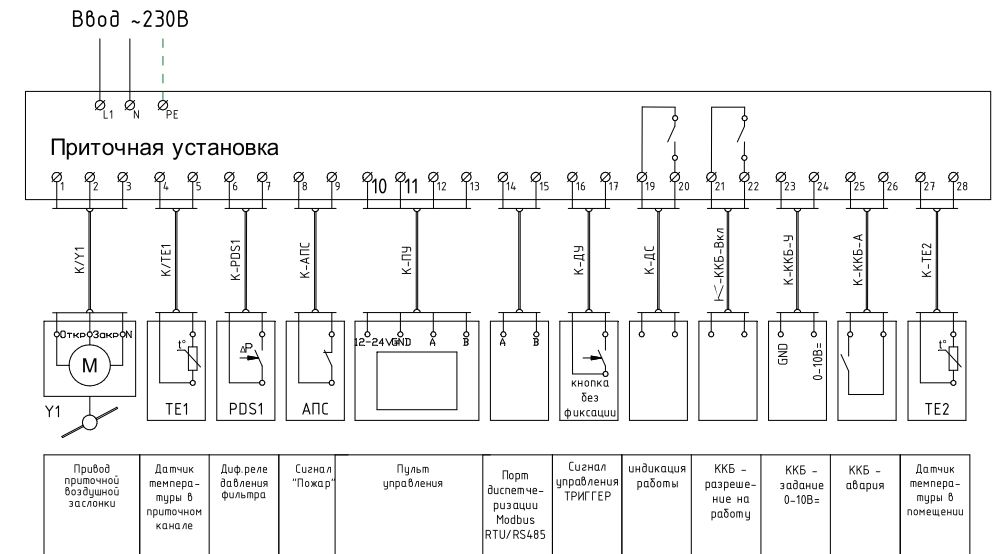 Ввод ~230В
L1 N PE
Приточная установка
1 2 3 4 5 6 7 8 9 10 11 12 13 14 15 16 17 19 20 21 22 23 24 25 26 27 28
К/Y1
К/ТЕ1
К-PDS1
К-АПС
К-ПУ
К-ДУ
К-ДС
К-ККБ-Вкл
К-ККБ-У
К-ККБ-А
К-ТЕ2
Откр Закр N
М
Y1
t°
ТЕ1
ΔP
PDS1
АПС
12-24V+ GND A B
A B
кнопка
без
фиксации
GND
0-10В=
t°
ТЕ2
Привод
приточной
воздушной
заслонки
Датчик
темпера-
туры в
приточном
канале
Диф.реле
давления
фильтра
Сигнал
"Пожар"
Пульт
управления
Порт
диспетче-
ризации
Modbus
RTU/RS485
Сигнал
управления
ТРИГГЕР
индикация
работы
ККБ -
разреше-
ние на
работу
ККБ -
задание
0-10В=
ККБ -
авария
Датчик
темпера-
туры в
помещении